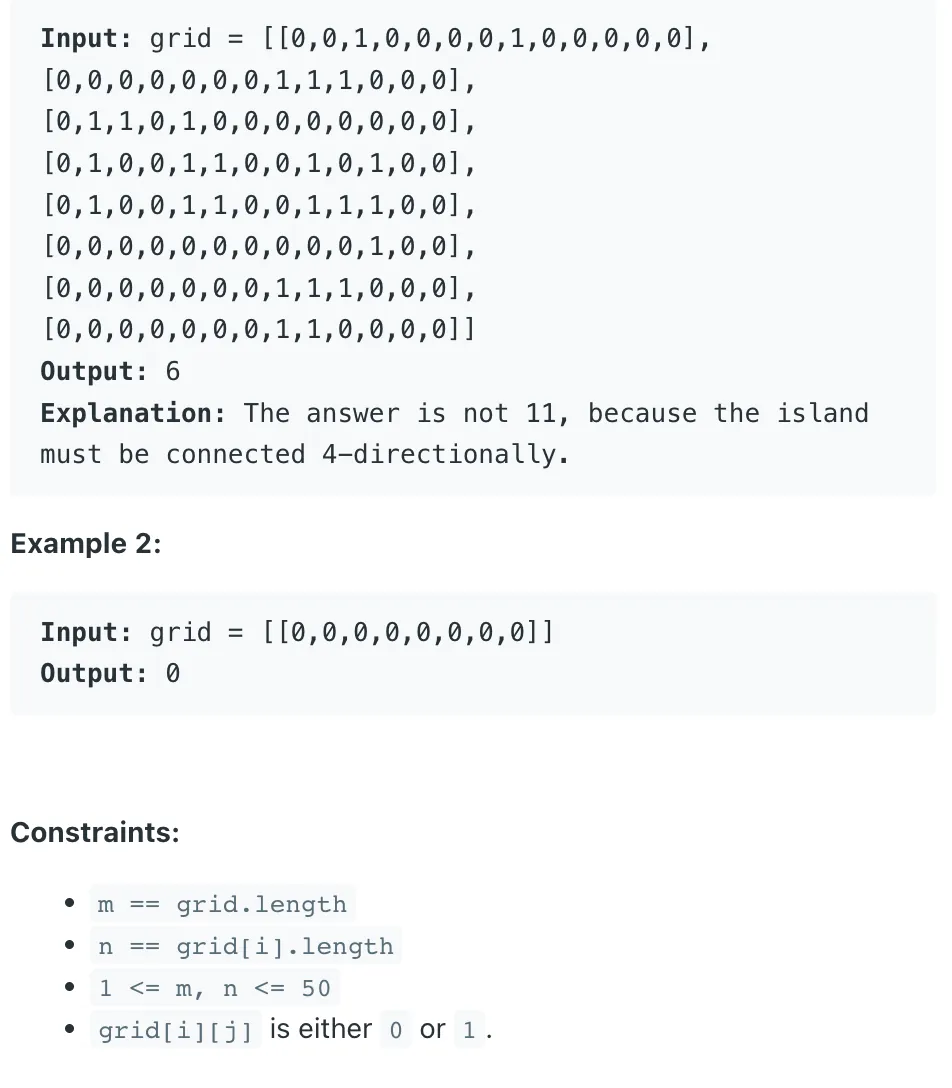 Input: grid = [[0,0,1,0,0,0,0,1,0,0,0,0,0],
[0,0,0,0,0,0,0,1,1,1,0,0,0],
[0,1,1,0,1,0,0,0,0,0,0,0,0],
[0,1,0,0,1,1,0,0,1,0,1,0,0],
[0,1,0,0,1,1,0,0,1,1,1,0,0],
[0,0,0,0,0,0,0,0,0,0,1,0,0],
[0,0,0,0,0,0,0,1,1,1,0,0,0],
[0,0,0,0,0,0,0,1,1,0,0,0,0]]
Output: 6
Explanation: The answer is not 11, because the island
must be connected 4-directionally.
Example 2:
Input: grid = [[0,0,0,0,0,0,0,0]]
Output: 0
Constraints:
• m == grid.length
• n == grid[i].length
• 1 <= m, n <= 50
• grid[i][j] is either 0 or 1.